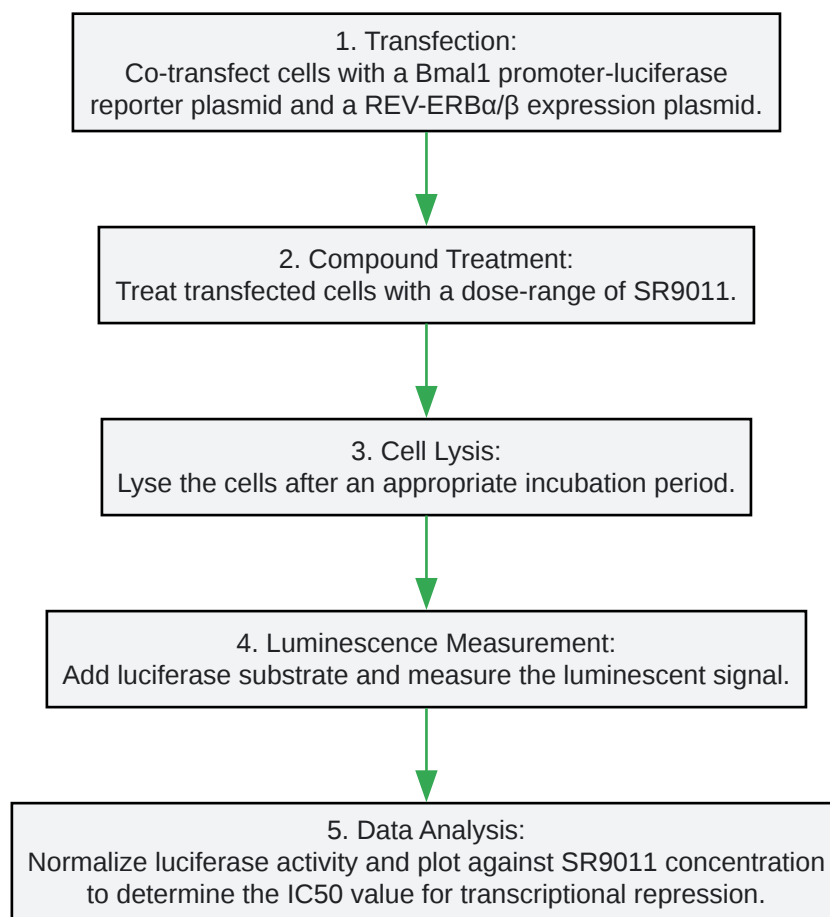 1. Transfection:
Co-transfect cells with a Bmal1 promoter-luciferase
reporter plasmid and a REV-ERBα/β expression plasmid.
2. Compound Treatment:
Treat transfected cells with a dose-range of SR9011.
3. Cell Lysis:
Lyse the cells after an appropriate incubation period.
4. Luminescence Measurement:
Add luciferase substrate and measure the luminescent signal.
5. Data Analysis:
Normalize luciferase activity and plot against SR9011 concentration
to determine the IC50 value for transcriptional repression.